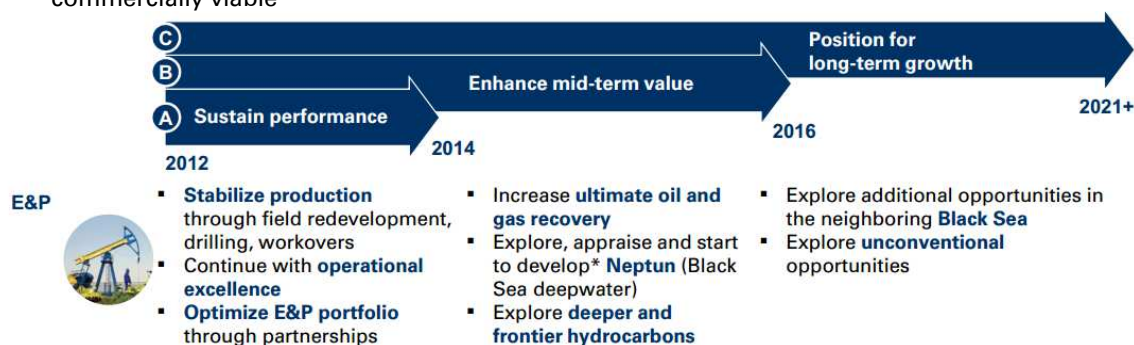 commercially viable
C
Position for
long-term growth
B
Enhance mid-term value
A
Sustain performance
2012
2014
2016
2021+
E&P
▪ Stabilize production
through field redevelopment,
drilling, workovers
▪ Continue with operational
excellence
▪ Optimize E&P portfolio
through partnerships
▪ Increase ultimate oil and
gas recovery
▪ Explore, appraise and start
to develop* Neptun (Black
Sea deepwater)
▪ Explore deeper and
frontier hydrocarbons
▪ Explore additional opportunities in
the neighboring Black Sea
▪ Explore unconventional
opportunities